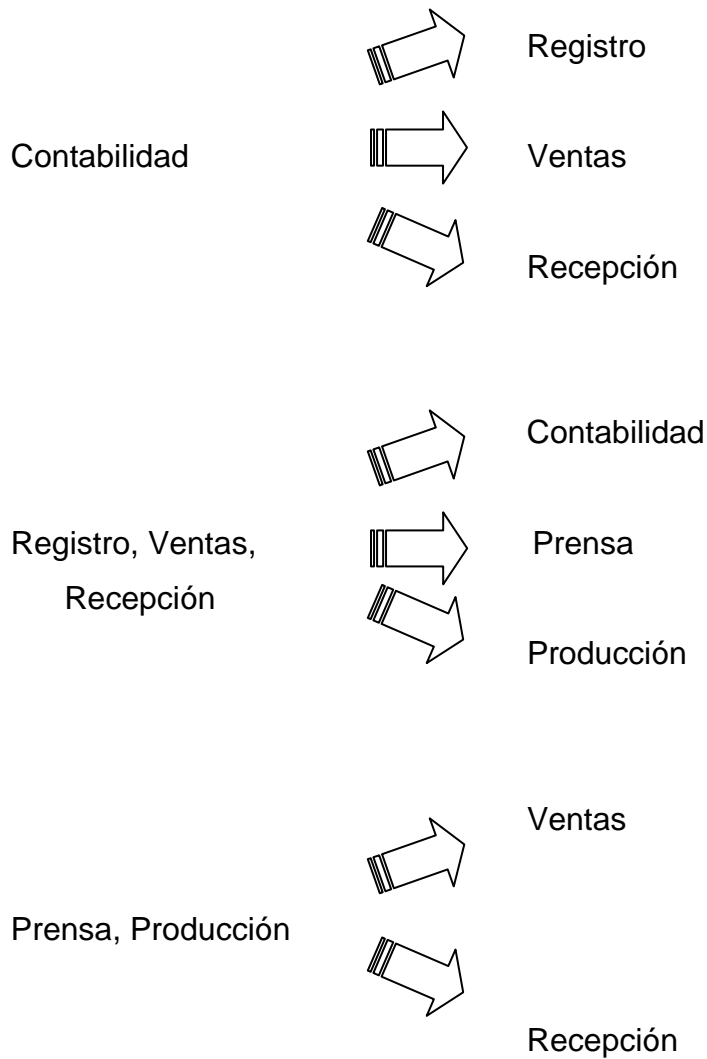 Registro
Contabilidad
Ventas
Recepción
Contabilidad
Registro, Ventas,
Recepción
Prensa
Producción
Ventas
Prensa, Producción
Recepción